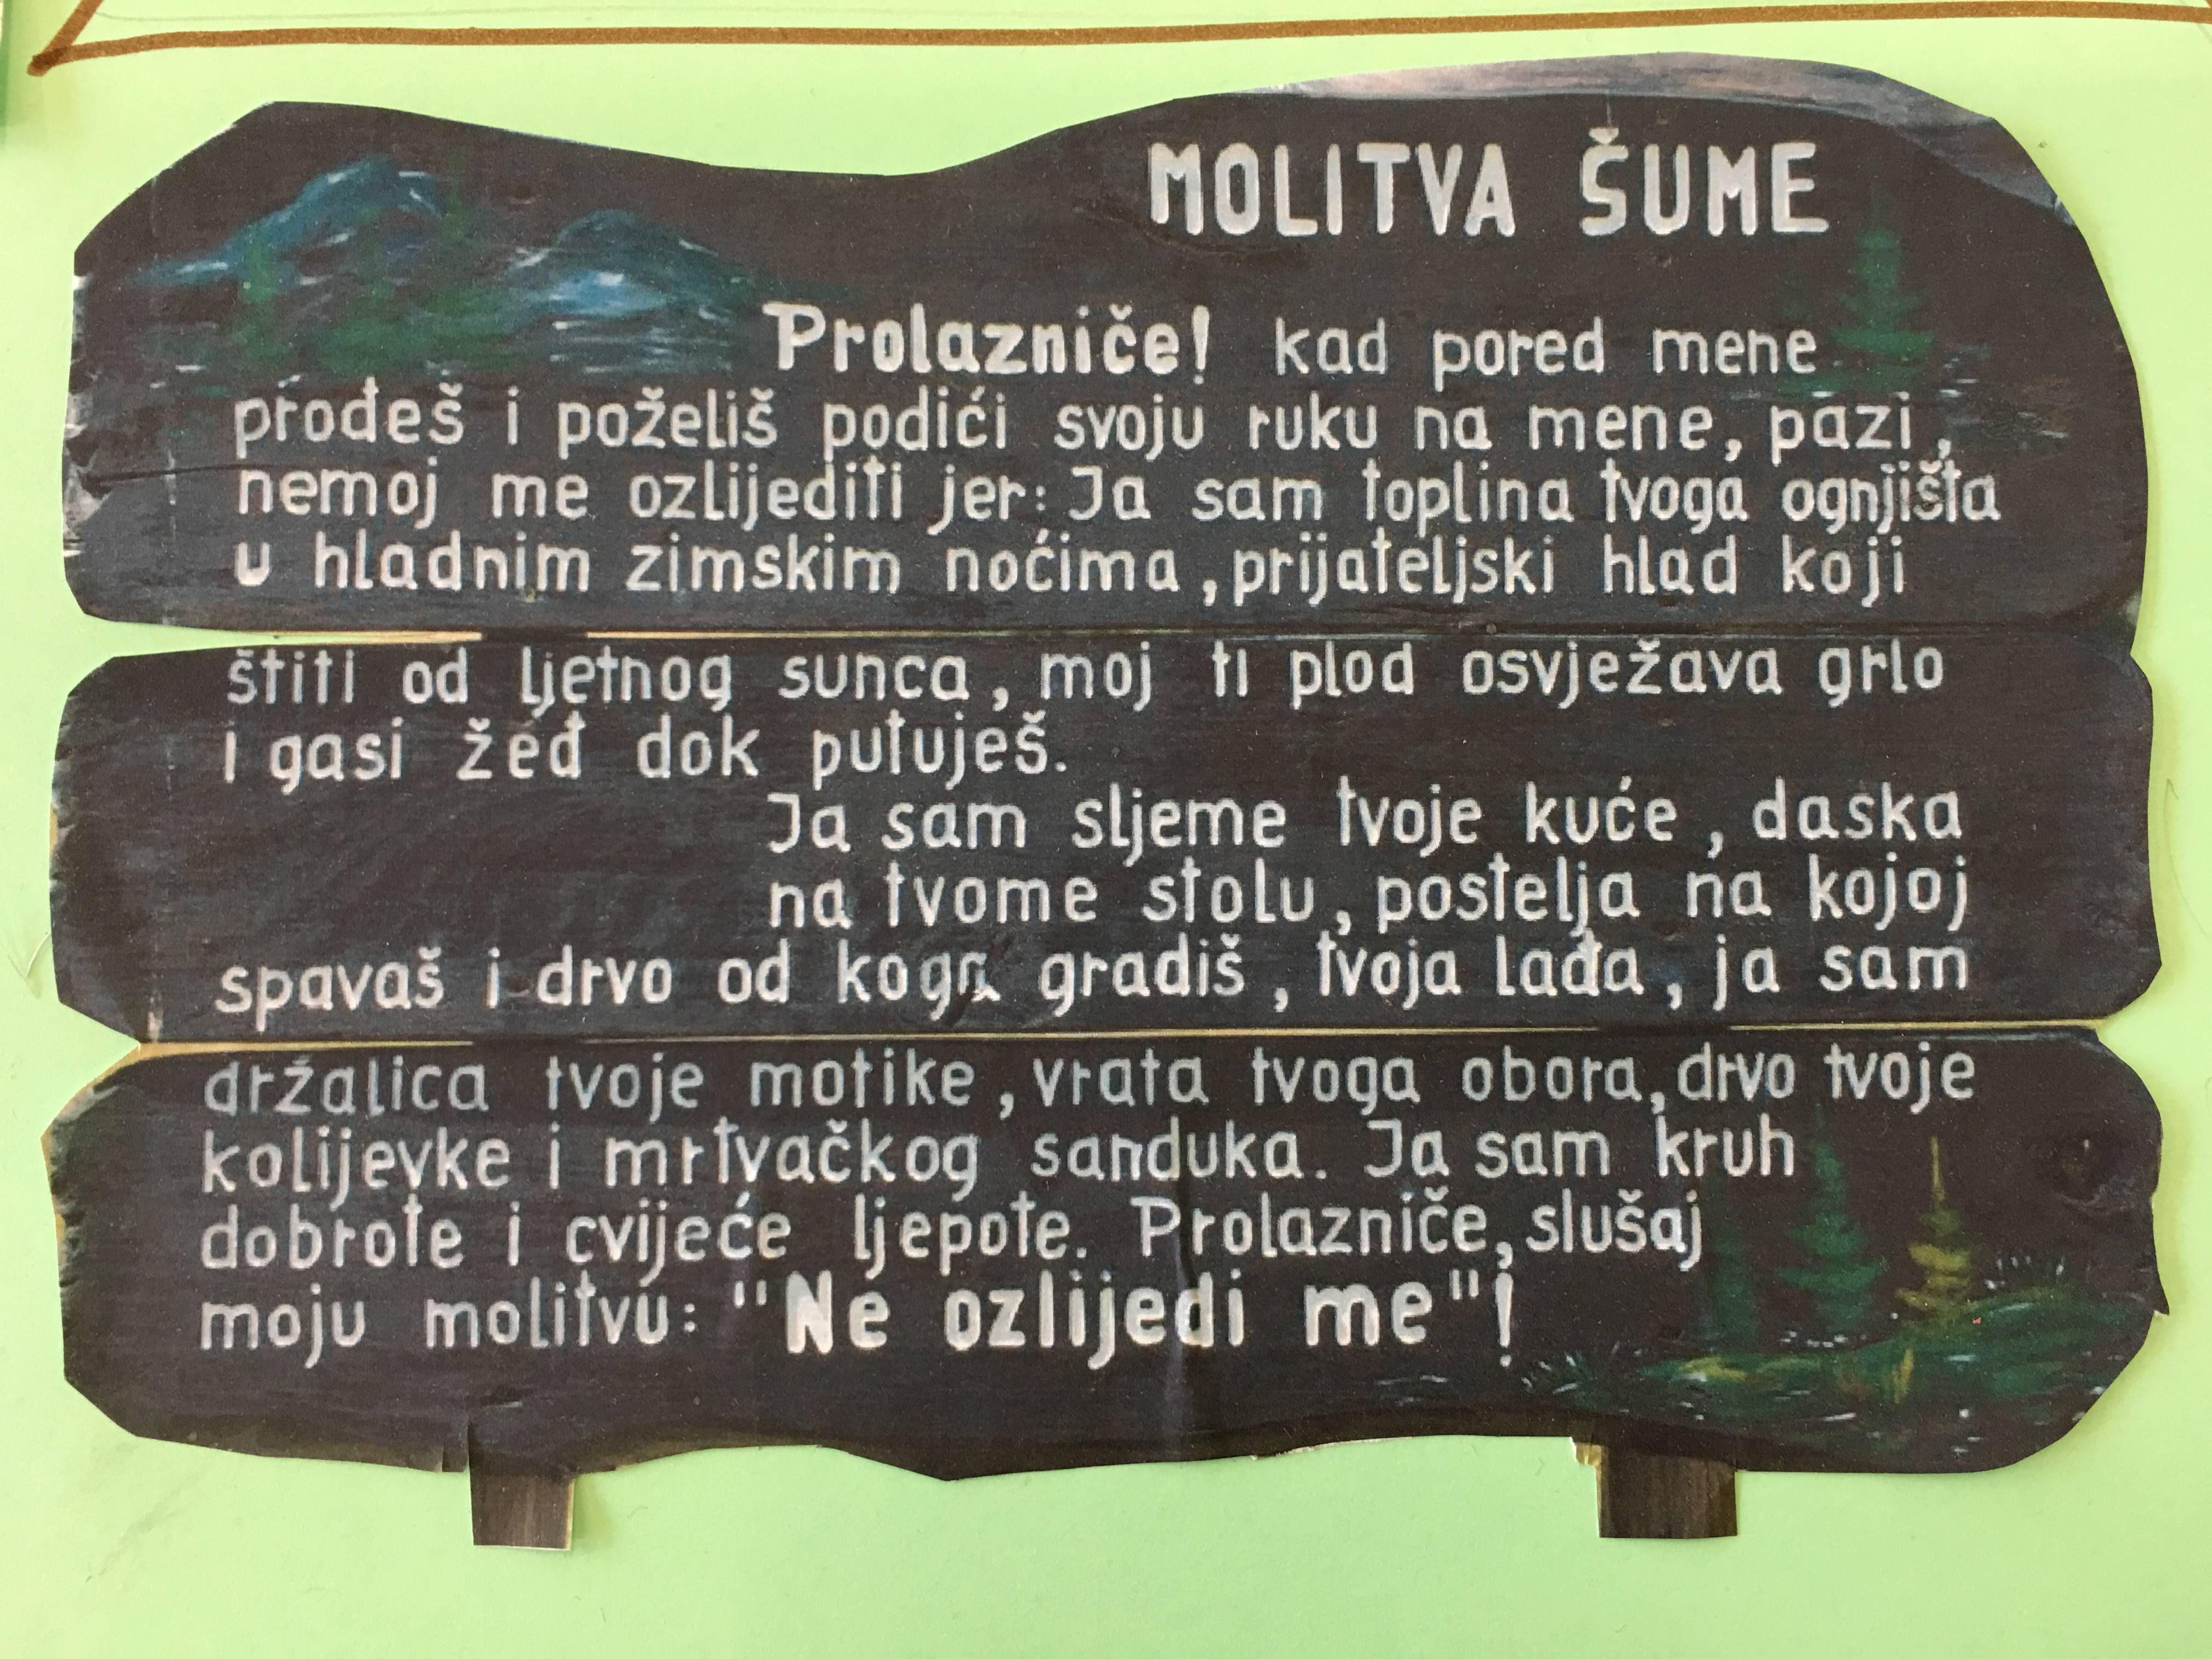 MOLITVA ŠUME
Prolazniče! kad pored mene
prođeš i poželiš podići svoju ruku na mene, pazi,
nemoj me ozlijediti jer: Ja sam toplina tvoga ognjišta
u hladnim zimskim noćima, prijateljski hlad koji
štiti od ljetnog sunca, moj ti plod osvježava grlo
i gasi žéđ dok putuješ.
Ja sam sljeme tvoje kuće, daska
na tvome stolu, postelja na kojoj
spavaš i drvo od koga gradiš, tvoja lađa, ja sam
držalica tvoje motike, vrata tvoga obora, drvo tvoje
kolijevke i mrtvačkog sanduka. Ja sam kruh
dobrote i cvijeće ljepote. Prolazniče, slušaj
moju molitvu: "Ne ozlijedi me"!